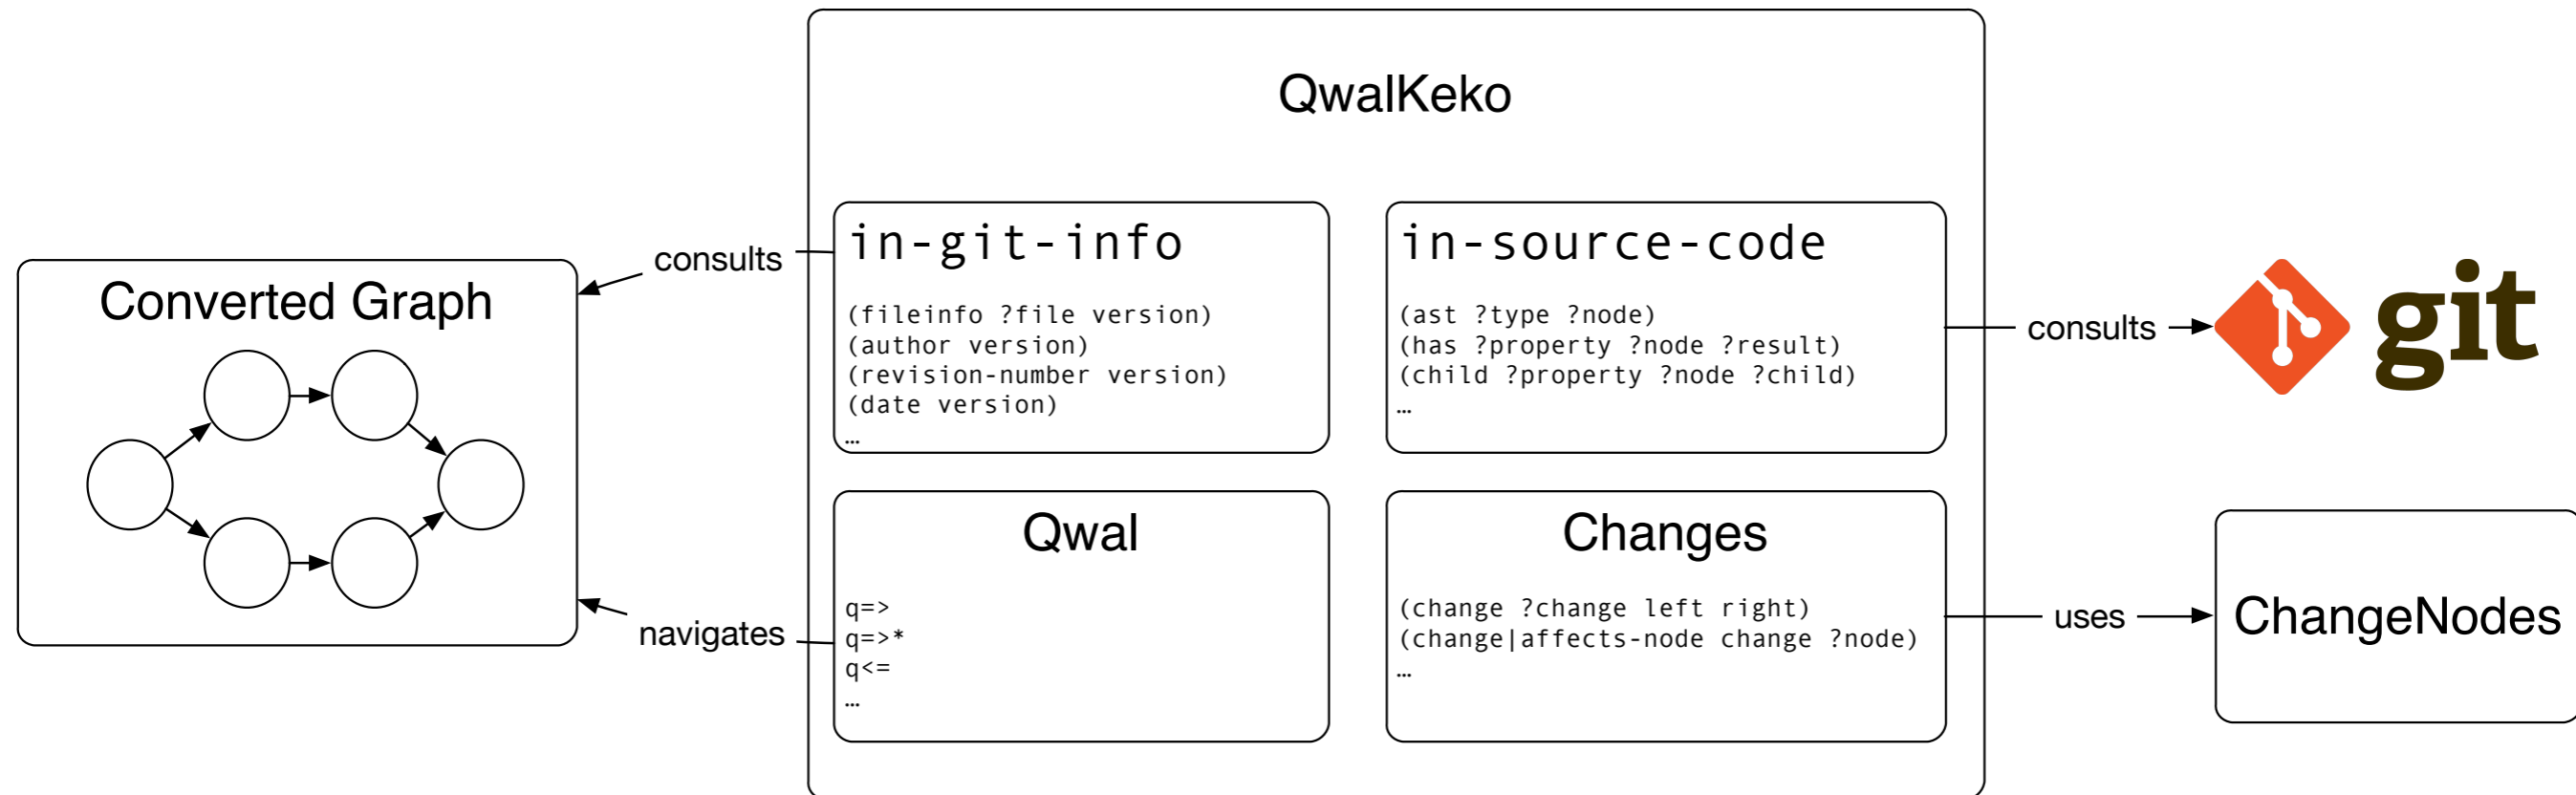 QwalKeko
Converted Graph
consults
navigates
in-git-info
(fileinfo ?file version)
(author version)
(revision-number version)
(date version)
…
in-source-code
(ast ?type ?node)
(has ?property ?node ?result)
(child ?property ?node ?child)
…
Qwal
q=>
q=>*
q<=
…
Changes
(change ?change left right)
(change|affects-node change ?node)
…
consults
git
uses
ChangeNodes